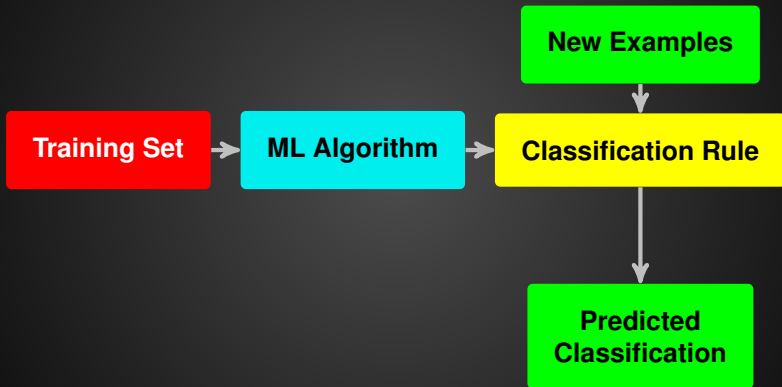 New Examples
Training Set
ML Algorithm
Classification Rule
Predicted
Classification